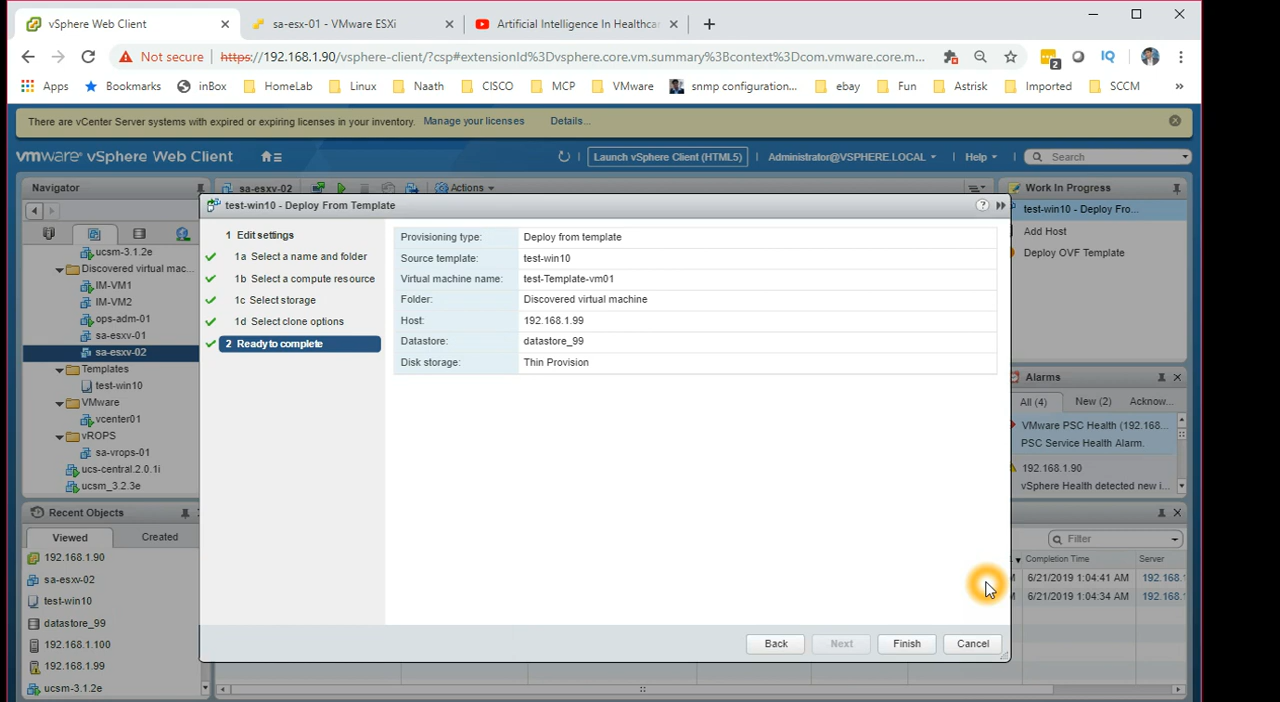 vSphere Web Client
sa-esx-01 - VMware ESXi
Artificial Intelligence In Healthcar
Not secure
https://192.168.1.90/vsphere-client/?csp#extensionId%3Dvsphere.core.vm.summary%3Bcontext%3Dcom.vmware.core.m...
2
IQ
Apps
Bookmarks
inBox
HomeLab
Linux
Naath
CISCO
MCP
VMware
snmp configuration...
ebay
Fun
Astrisk
Imported
SCCM
»
There are vCenter Server systems with expired or expiring licenses in your inventory.
Manage your licenses
Details...
vmware® vSphere Web Client
Launch vSphere Client (HTML5)
Administrator@VSPHERE.LOCAL
Help
Search
Navigator
sa-esxv-02
Actions
Work In Progress
test-win10 - Deploy From Template
test-win10 - Deploy Fro...
Add Host
Deploy OVF Template
ucsm-3.1.2e
Discovered virtual mac...
IM-VM1
IM-VM2
ops-adm-01
sa-esxv-01
sa-esxv-02
Templates
test-win10
VMware
vcenter01
vROPS
sa-vrops-01
ucs-central.2.0.1i
ucsm_3.2.3e
1 Edit settings
1a Select a name and folder
1b Select a compute resource
1c Select storage
1d Select clone options
2 Ready to complete
Provisioning type: Deploy from template
Source template: test-win10
Virtual machine name: test-Template-vm01
Folder: Discovered virtual machine
Host: 192.168.1.99
Datastore: datastore_99
Disk storage: Thin Provision
Back
Next
Finish
Cancel
Alarms
All (4)
New (2)
Acknow...
VMware PSC Health (192.168...
PSC Service Health Alarm.
192.168.1.90
vSphere Health detected new i...
Recent Objects
Viewed
Created
192.168.1.90
sa-esxv-02
test-win10
datastore_99
192.168.1.100
192.168.1.99
ucsm-3.1.2e
Filter
Completion Time
Server
6/21/2019 1:04:41 AM
192.168.1
6/21/2019 1:04:34 AM
192.168.1